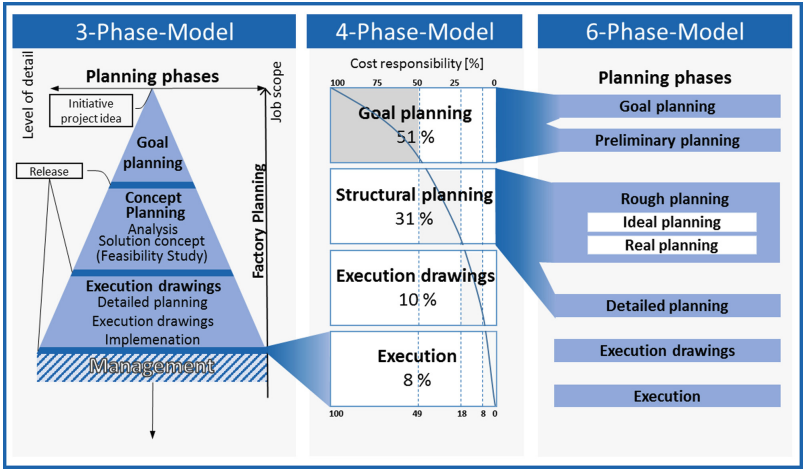 3-Phase-Model
Level of detail
Planning phases
Job scope
Initiative
project idea
Goal
planning
Release
Concept
Planning
Analysis
Solution concept
(Feasibility Study)
Factory Planning
Execution drawings
Detailed planning
Execution drawings
Implemenation
Management
4-Phase-Model
Cost responsibility [%]
100 75 50 25 0
Goal planning
51 %
Structural planning
31 %
Execution drawings
10 %
Execution
8 %
100 49 18 8 0
6-Phase-Model
Planning phases
Goal planning
Preliminary planning
Rough planning
Ideal planning
Real planning
Detailed planning
Execution drawings
Execution